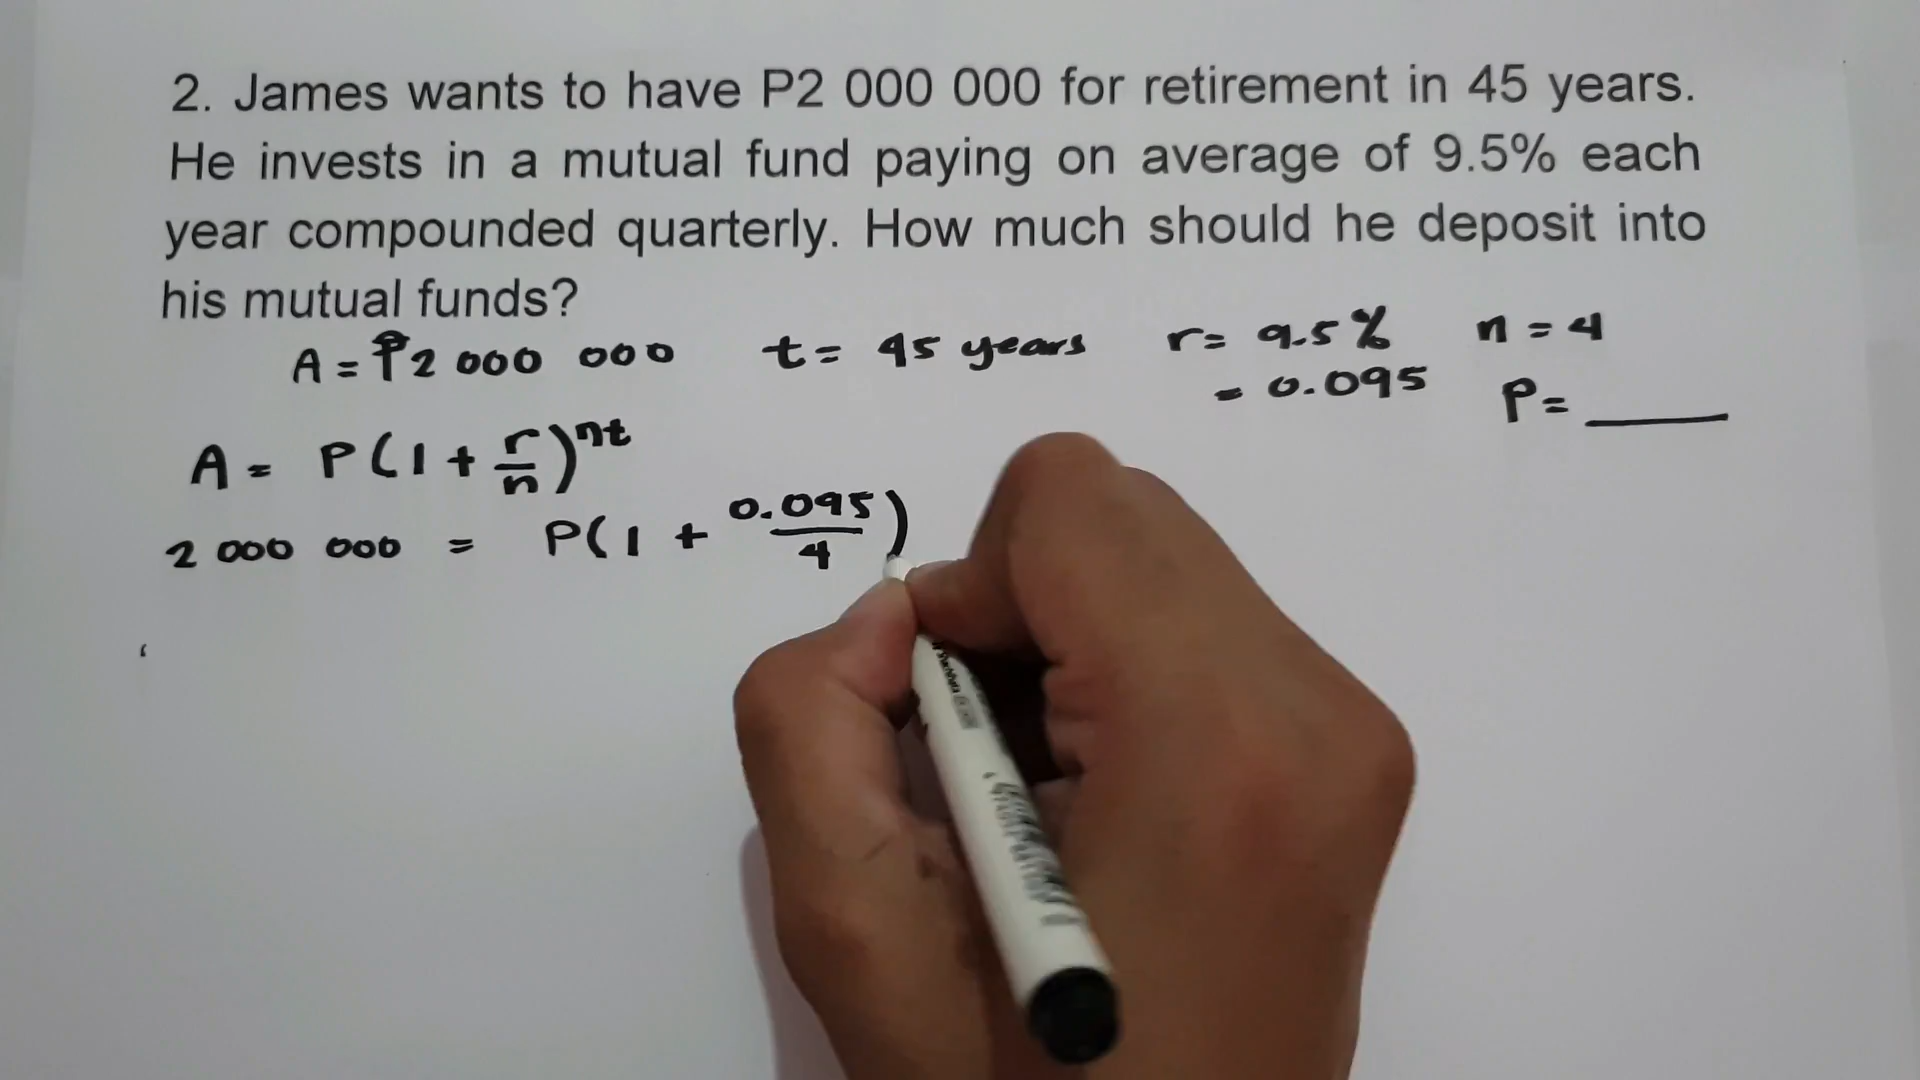 2. James wants to have P2 000 000 for retirement in 45 years.
He invests in a mutual fund paying on average of 9.5% each
year compounded quarterly. How much should he deposit into
his mutual funds?
A = ₱2 000 000 t = 45 years r = 9.5% n = 4
= 0.095 P = ____
A = P(1 + r/n)^nt
2 000 000 = P(1 + 0.095/4)